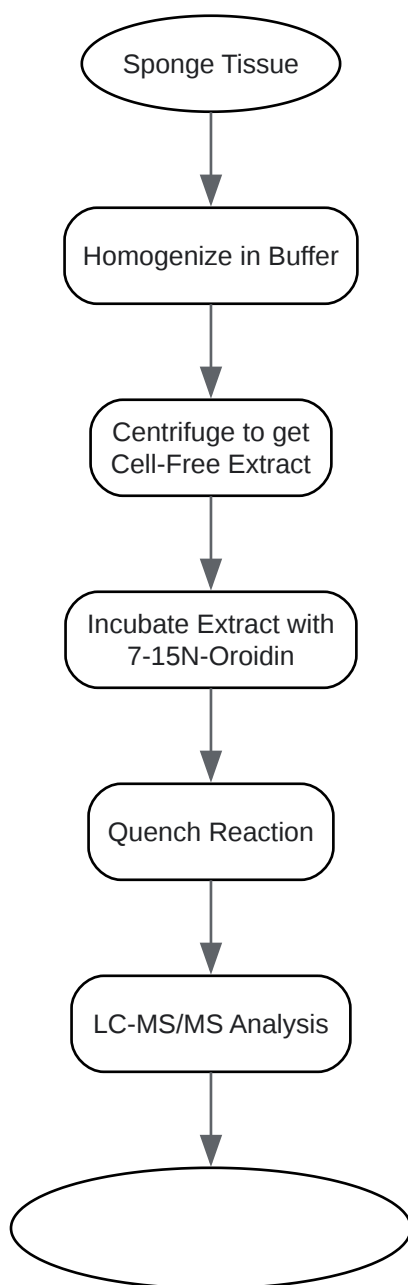 Sponge Tissue
Homogenize in Buffer
Centrifuge to get
Cell-Free Extract
Incubate Extract with
7-15N-Oroidin
Quench Reaction
LC-MS/MS Analysis